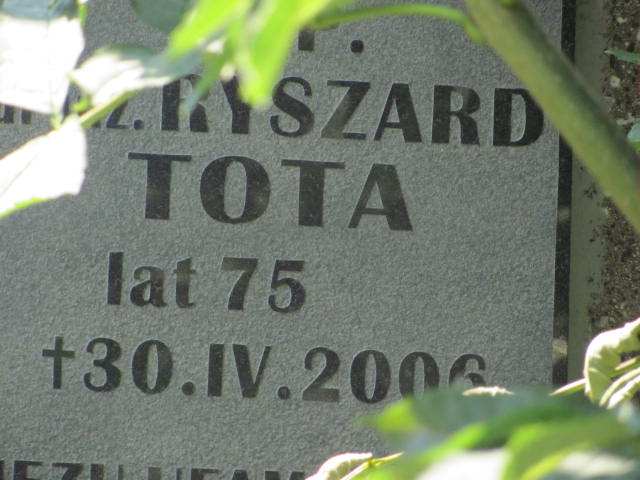 RYSZARD
TOTA
lat 75
†30.IV.2006